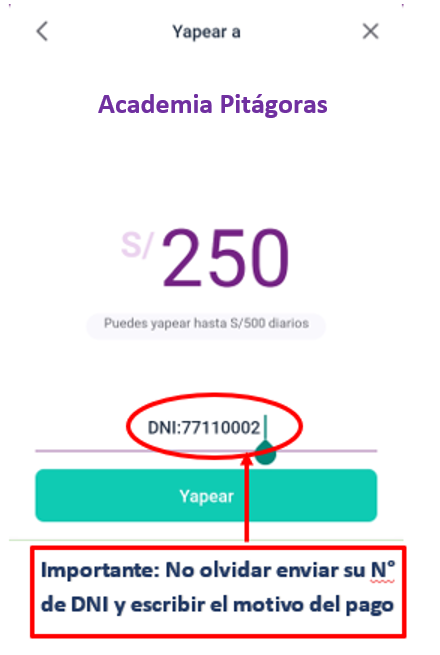 Yapear a
Academia Pitágoras
S/250
Puedes yapear hasta S/500 diarios
DNI:77110002
Yapear
Importante: No olvidar enviar su N°
de DNI y escribir el motivo del pago